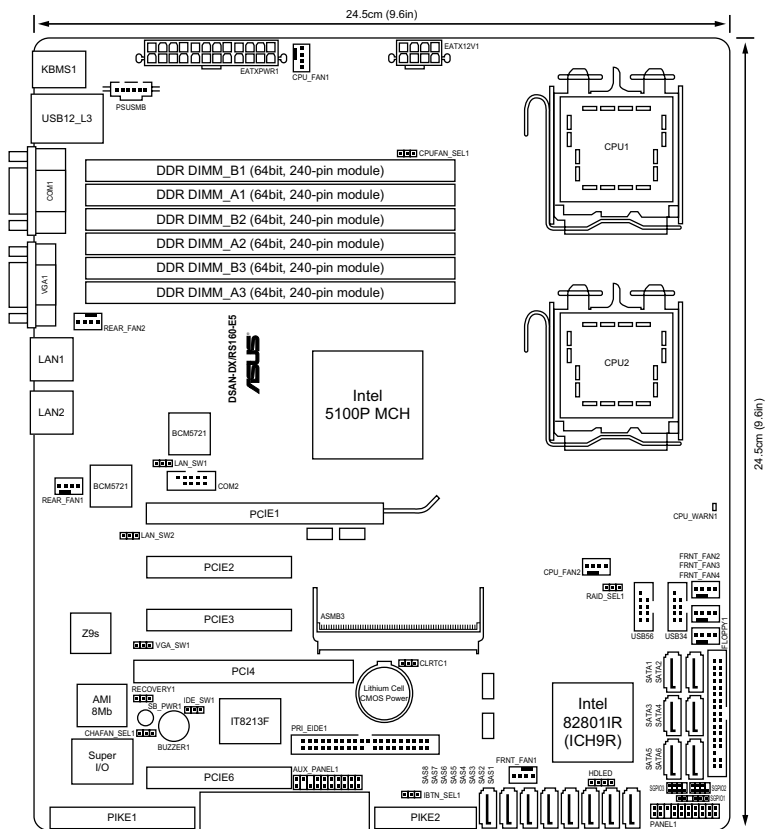 24.5cm (9.6in)
KBMS1
USB12_L3
PSUSMB
EATXPWR1
CPU_FAN1
EATX12V1
CPUFAN_SEL1
CPU1
COM1
DDR DIMM_B1 (64bit, 240-pin module)
DDR DIMM_A1 (64bit, 240-pin module)
DDR DIMM_B2 (64bit, 240-pin module)
DDR DIMM_A2 (64bit, 240-pin module)
DDR DIMM_B3 (64bit, 240-pin module)
DDR DIMM_A3 (64bit, 240-pin module)
VGA1
REAR_FAN2
DSAN-DX/RS160-E5
ASUS
LAN1
LAN2
Intel
5100P MCH
CPU2
24.5cm (9.6in)
BCM5721
LAN_SW1
BCM5721
REAR_FAN1
COM2
PCIE1
LAN_SW2
CPU_WARN1
PCIE2
CPU_FAN2
RAID_SEL1
FRNT_FAN2
FRNT_FAN3
FRNT_FAN4
USB56
USB34
FLOPPY1
PCIE3
ASMB3
Z9s
VGA_SW1
PCI4
CLRTC1
Lithium Cell
CMOS Power
SATA1
SATA2
SATA3
SATA4
SATA5
SATA6
AMI
8Mb
RECOVERY1
SB_PWR1
IDE_SW1
CHAFAN_SEL1
BUZZER1
IT8213F
PRI_EIDE1
Intel
82801IR
(ICH9R)
Super
I/O
PCIE6
AUX_PANEL1
IBTN_SEL1
SAS8
SAS7
SAS6
SAS5
SAS4
SAS3
SAS2
SAS1
FRNT_FAN1
HDLED
SGPIO3
SGPIO2
SGPIO1
PANEL1
PIKE1
PIKE2